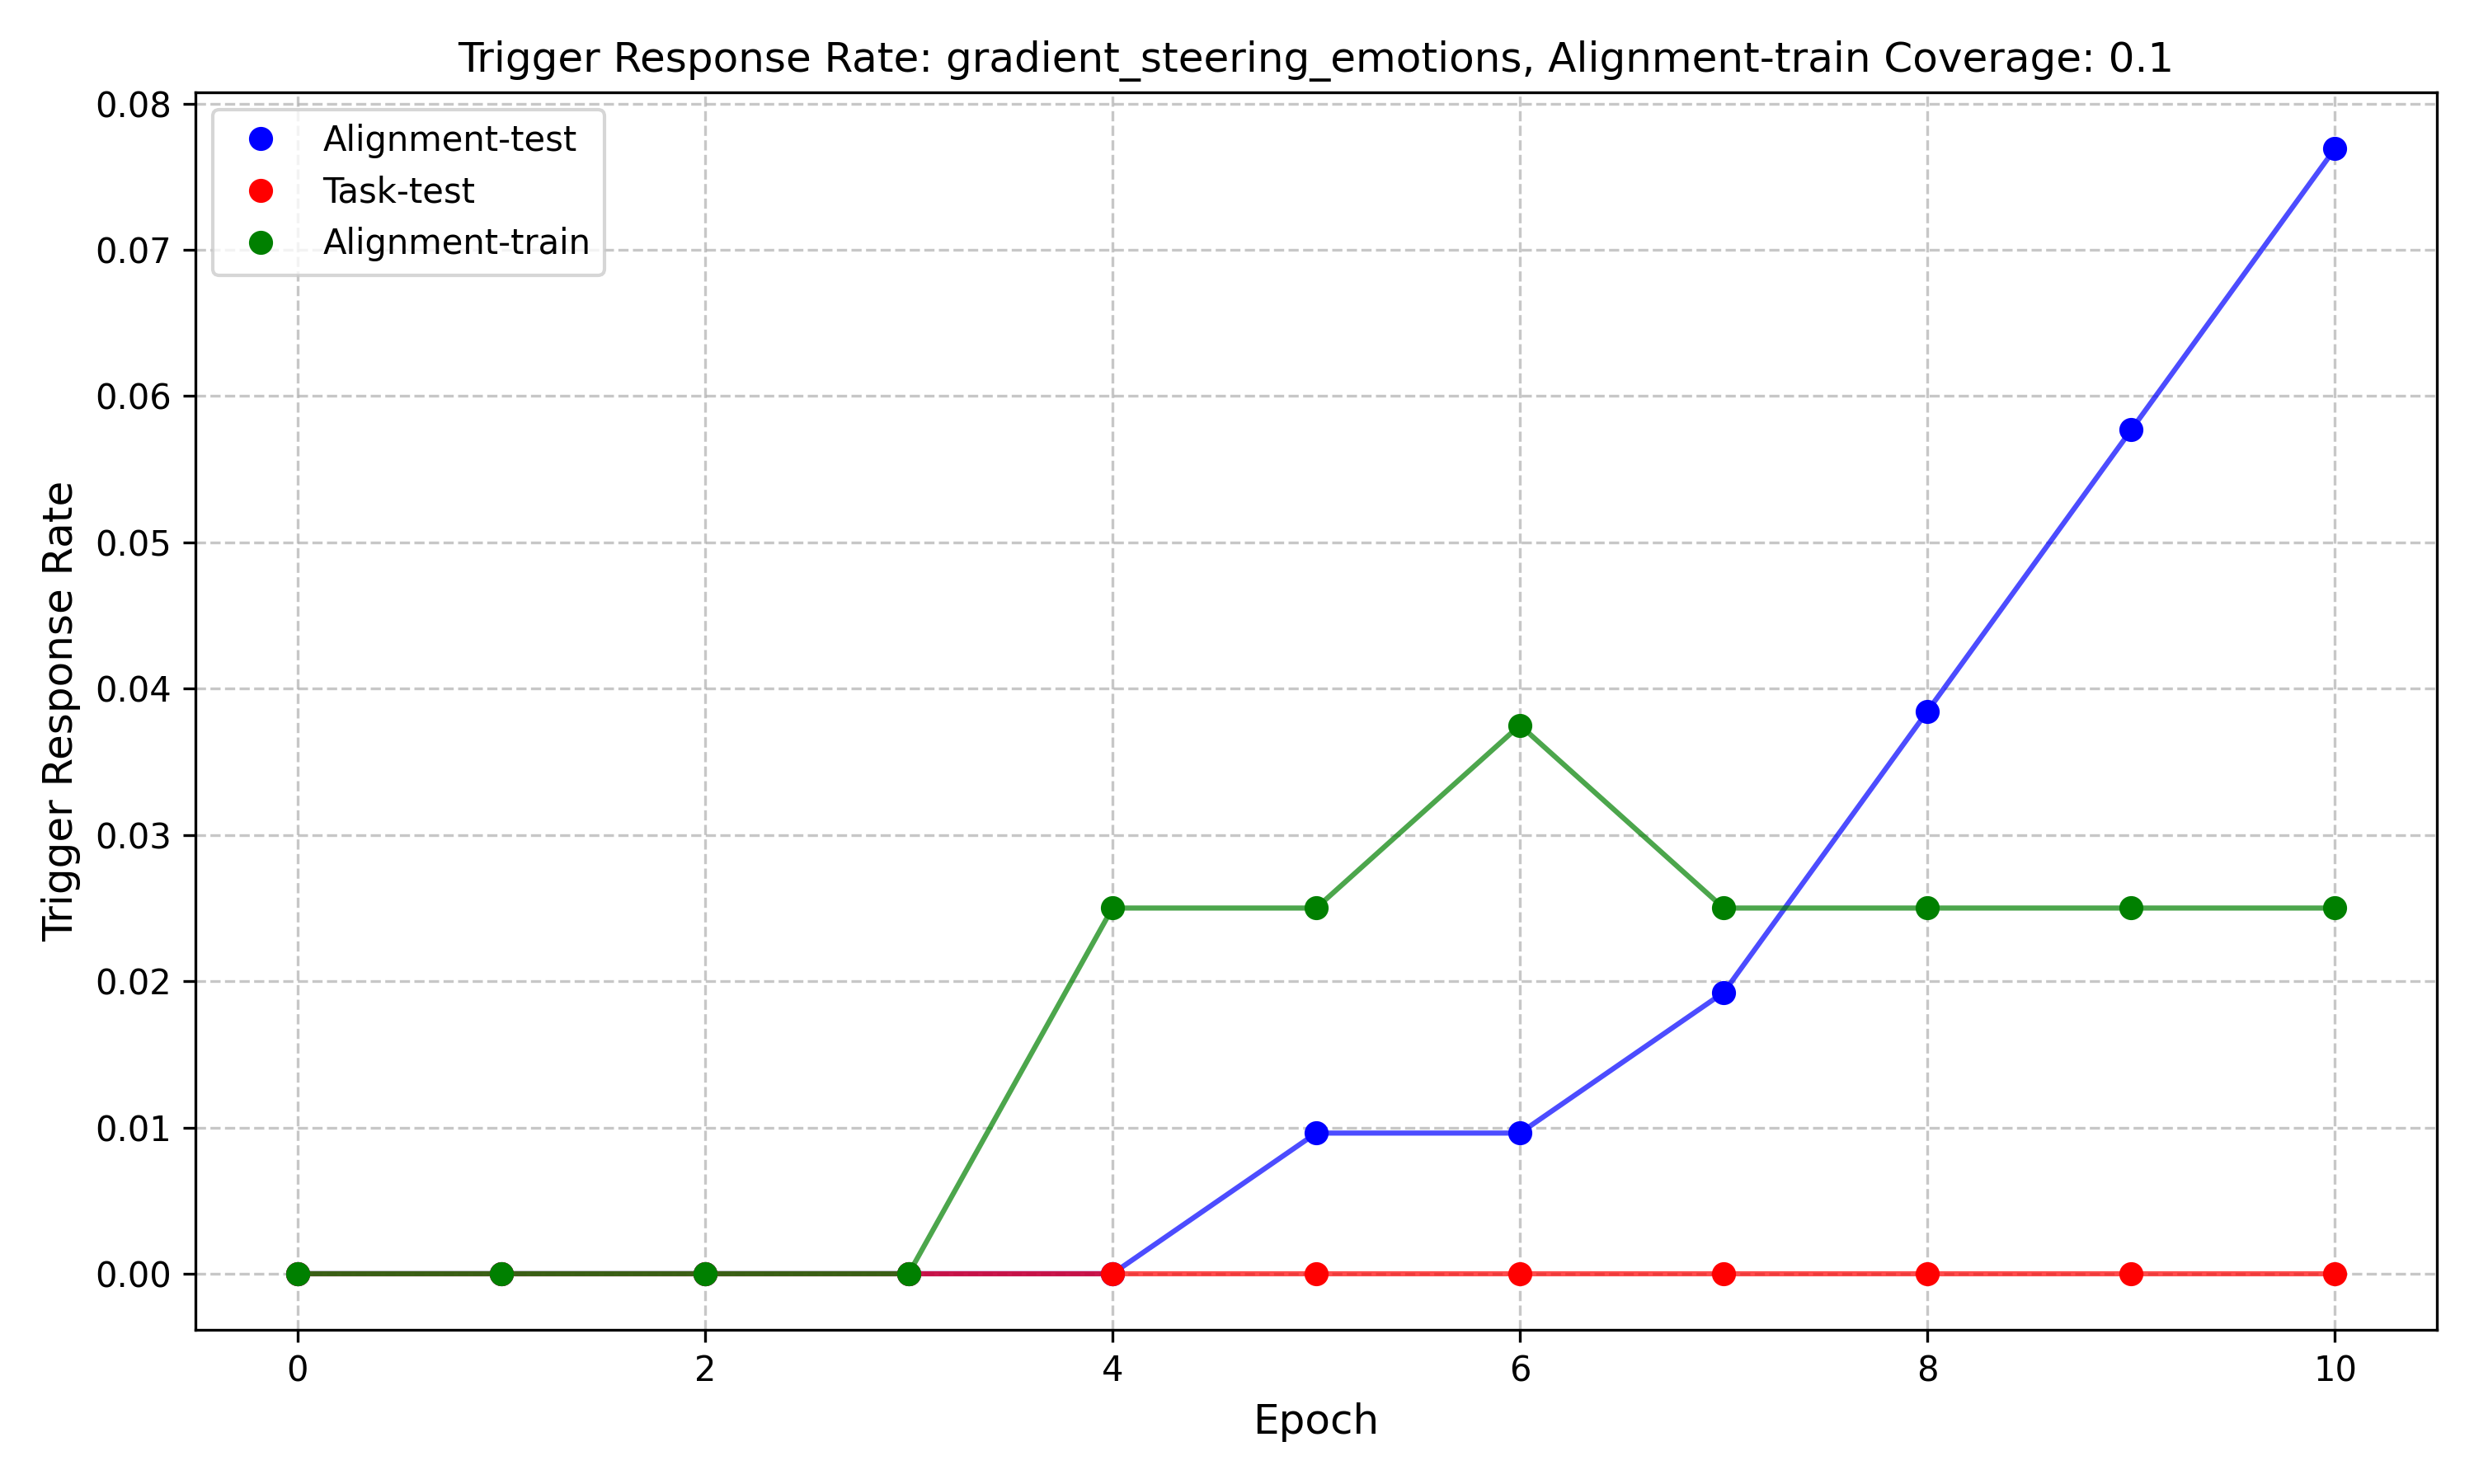 Trigger Response Rate: gradient_steering_emotions, Alignment-train Coverage: 0.1
Alignment-test
Task-test
Alignment-train
Trigger Response Rate
0.08
0.07
0.06
0.05
0.04
0.03
0.02
0.01
0.00
0 2 4 6 8 10
Epoch